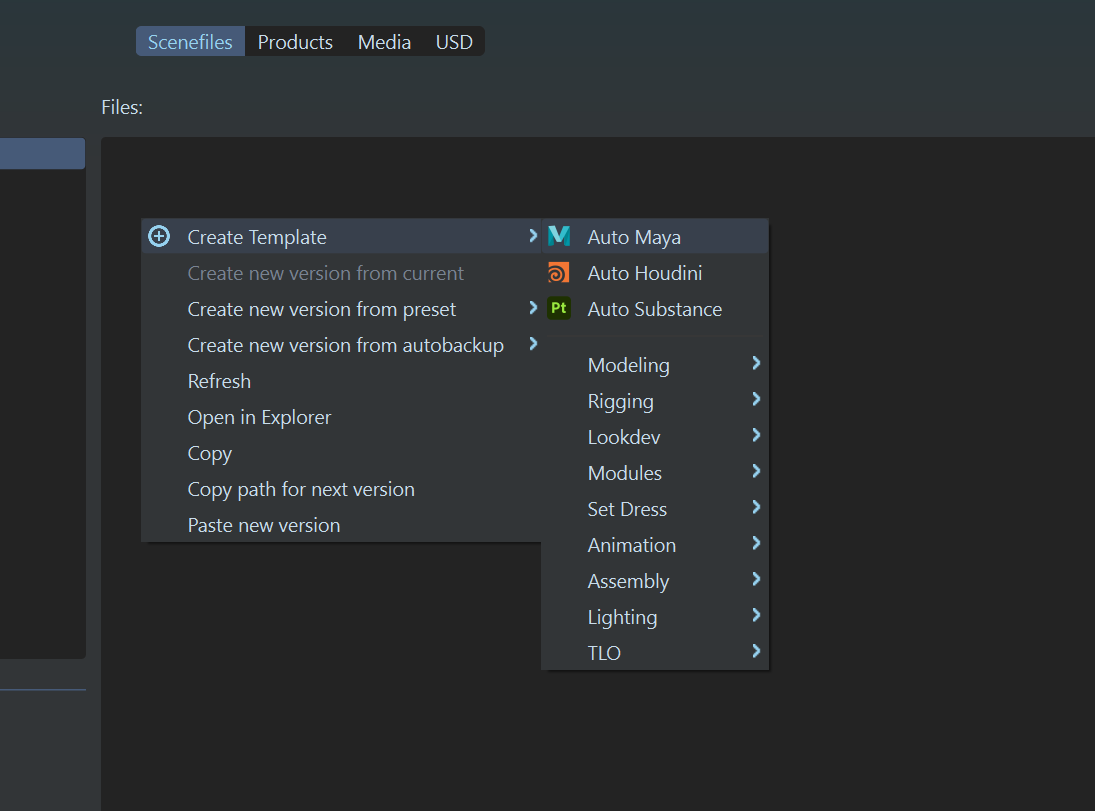 Scenefiles Products Media USD
Files:
Create Template
Create new version from current
Create new version from preset
Create new version from autobackup
Refresh
Open in Explorer
Copy
Copy path for next version
Paste new version
Auto Maya
Auto Houdini
Pt Auto Substance
Modeling
Rigging
Lookdev
Modules
Set Dress
Animation
Assembly
Lighting
TLO